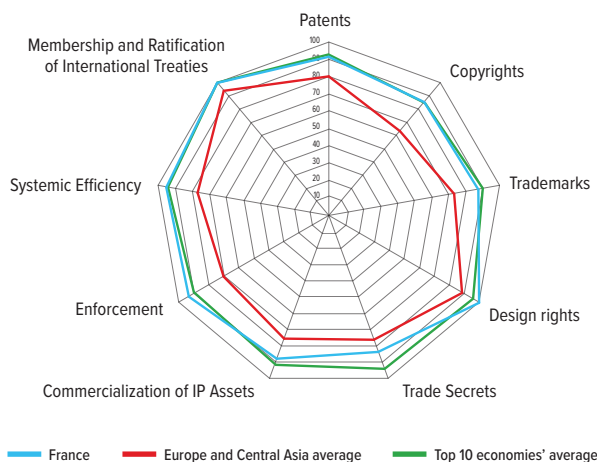 Patents
100
90
80
70
60
50
40
30
20
10
Membership and Ratification
of International Treaties
Copyrights
Systemic Efficiency
Trademarks
Enforcement
Design rights
Commercialization of IP Assets
Trade Secrets
France
Europe and Central Asia average
Top 10 economies' average